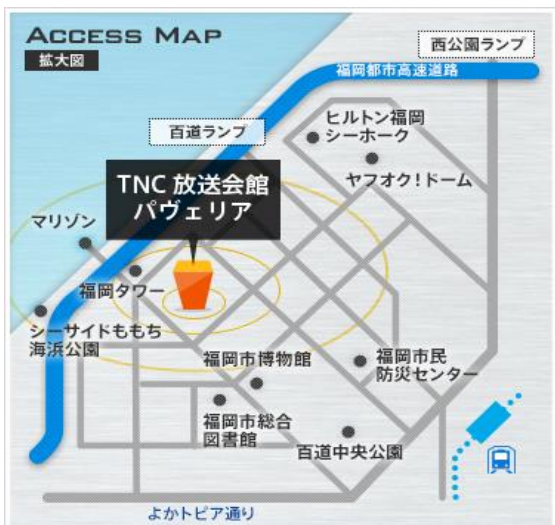 ACCESS MAP
拡大図
西公園ランプ
福岡都市高速道路
百道ランプ
ヒルトン福岡
シーホーク
ヤフオク!ドーム
TNC 放送会館
パヴェリア
マリゾン
福岡タワー
シーサイドももち
海浜公園
福岡市博物館
福岡市民
防災センター
福岡市総合
図書館
百道中央公園
よかトピア通り